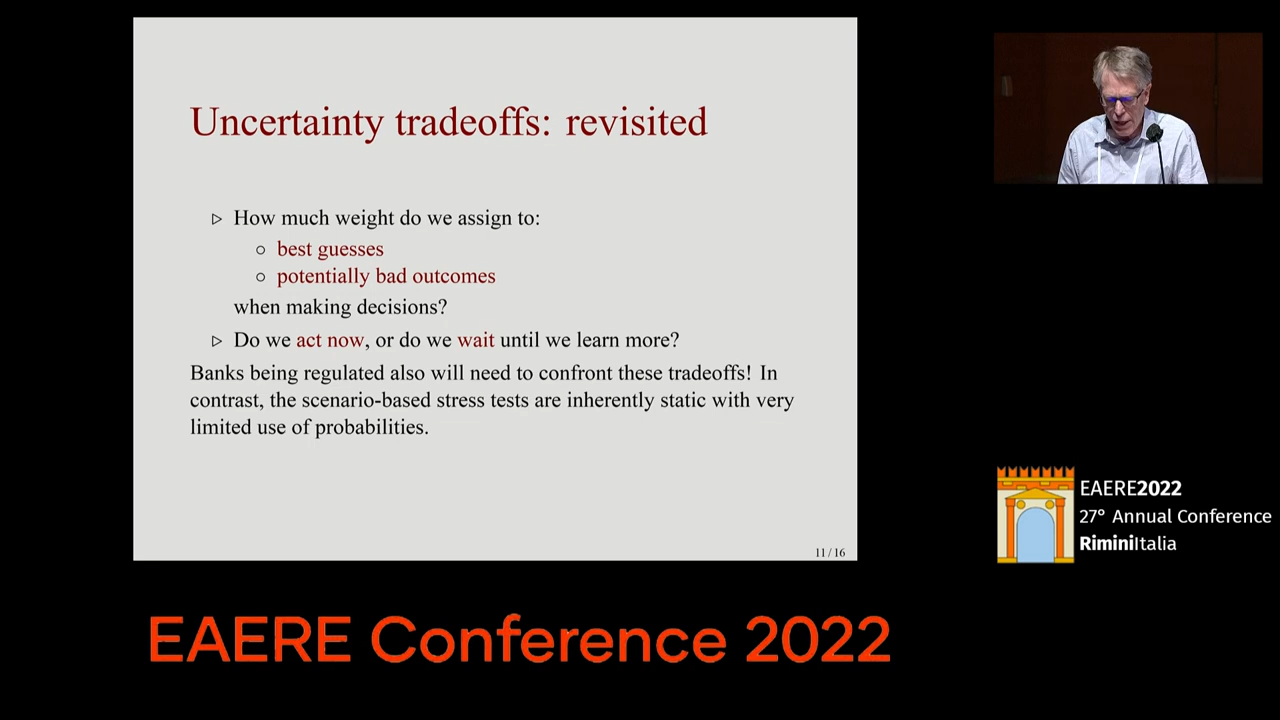 Uncertainty tradeoffs: revisited
▷ How much weight do we assign to:
○ best guesses
○ potentially bad outcomes
when making decisions?
▷ Do we act now, or do we wait until we learn more?
Banks being regulated also will need to confront these tradeoffs! In
contrast, the scenario-based stress tests are inherently static with very
limited use of probabilities.
11 / 16
EAERE2022
27° Annual Conference
RiminiItalia
EAERE Conference 2022